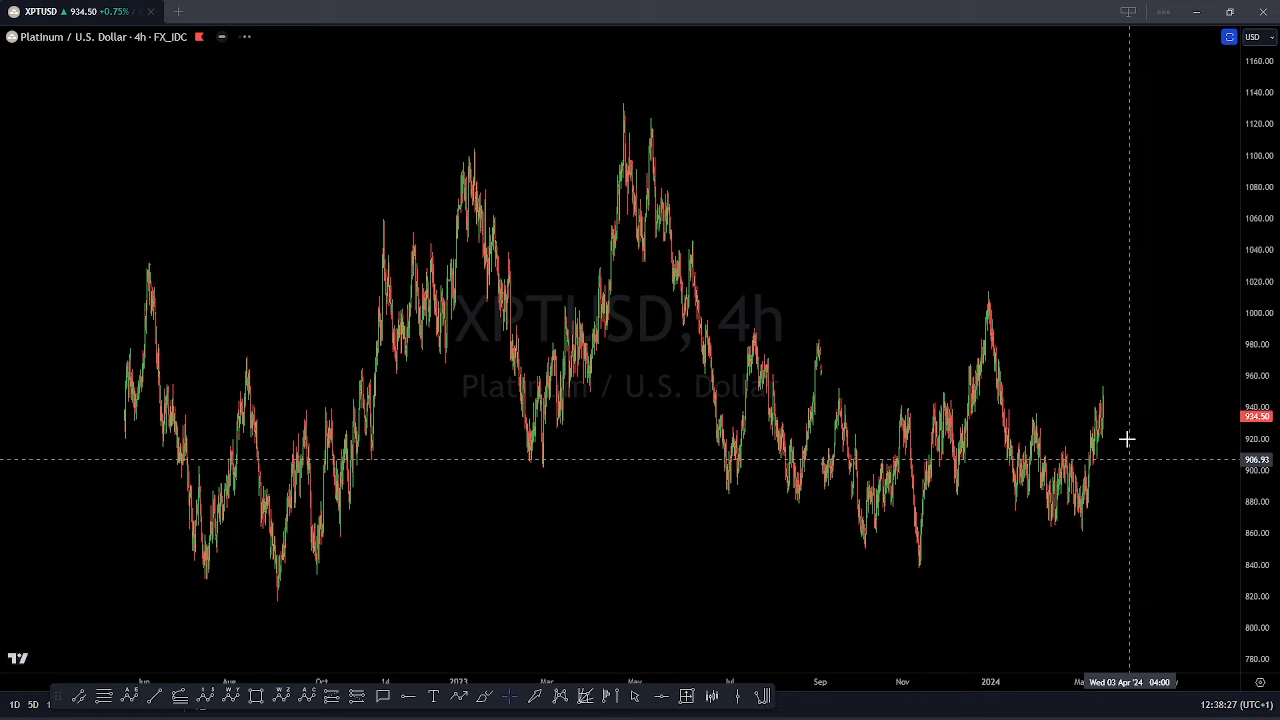 XPTUSD ▲ 934.50 +0.75% /
Platinum / U.S. Dollar · 4h · FX_IDC
USD
1160.00
1140.00
1120.00
1100.00
1080.00
1060.00
1040.00
1020.00
1000.00
980.00
960.00
940.00
934.50
920.00
906.93
900.00
880.00
860.00
840.00
820.00
800.00
780.00
XPTUSD, 4h
Platinum / U.S. Dollar
Jun Aug Oct 14 2023 Mar May Jul Sep Nov 2024 Wed 03 Apr '24 04:00
1D 5D
12:38:27 (UTC+1)